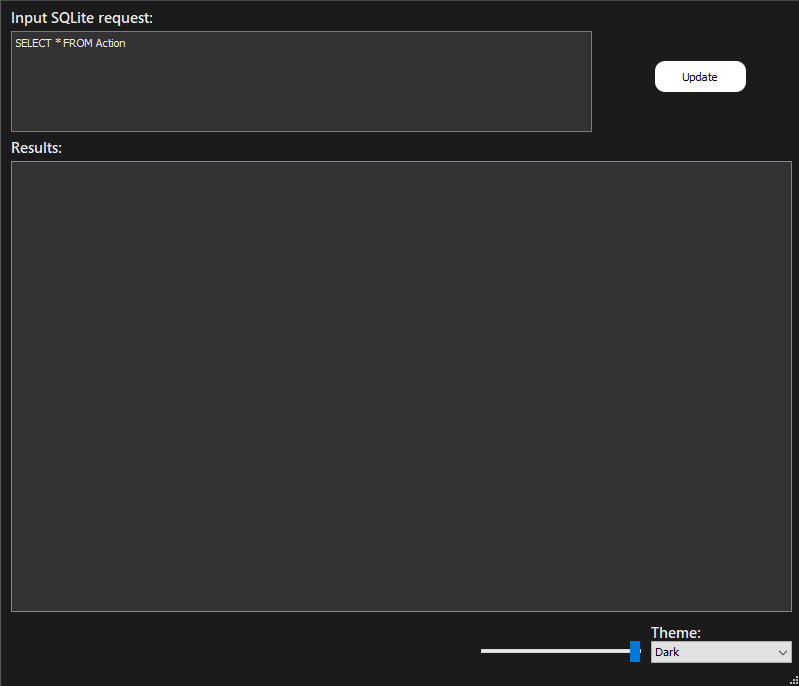 Input SQLite request:
SELECT * FROM Action
Update
Results:
Theme:
Dark